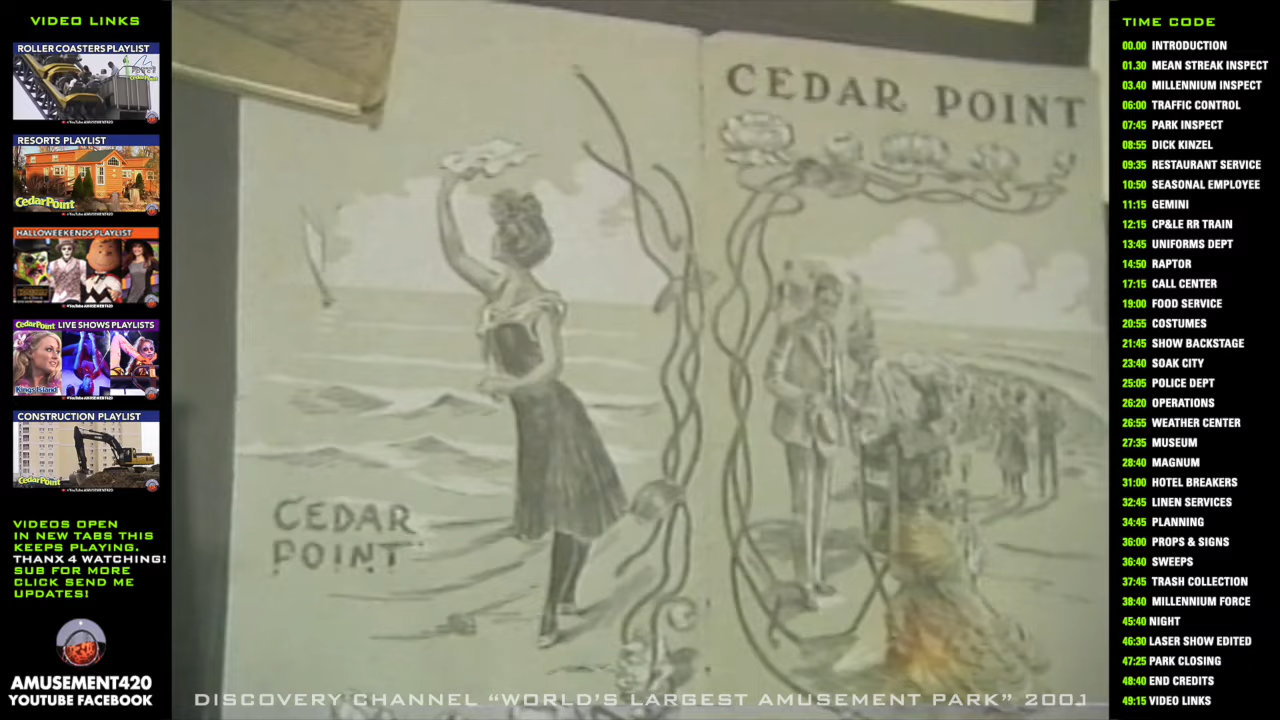 VIDEO LINKS
ROLLER COASTERS PLAYLIST
RESORTS PLAYLIST
CedarPoint
HALLOWEEKENDS PLAYLIST
CedarPoint LIVE SHOWS PLAYLISTS
KingsIsland
CONSTRUCTION PLAYLIST
CedarPoint
VIDEOS OPEN
IN NEW TABS THIS
KEEPS PLAYING.
THANX 4 WATCHING!
SUB FOR MORE
CLICK SEND ME
UPDATES!
AMUSEMENT420
YOUTUBE FACEBOOK
CEDAR POINT
CEDAR
POINT
DISCOVERY CHANNEL “WORLD’S LARGEST AMUSEMENT PARK” 2001
TIME CODE
00.00 INTRODUCTION
01.30 MEAN STREAK INSPECT
03.40 MILLENNIUM INSPECT
06:00 TRAFFIC CONTROL
07:45 PARK INSPECT
08:55 DICK KINZEL
09:35 RESTAURANT SERVICE
10:50 SEASONAL EMPLOYEE
11:15 GEMINI
12:15 CP&LE RR TRAIN
13:45 UNIFORMS DEPT
14:50 RAPTOR
17:15 CALL CENTER
19:00 FOOD SERVICE
20:55 COSTUMES
21:45 SHOW BACKSTAGE
23:40 SOAK CITY
25:05 POLICE DEPT
26:20 OPERATIONS
26:55 WEATHER CENTER
27:35 MUSEUM
28:40 MAGNUM
31:00 HOTEL BREAKERS
32:45 LINEN SERVICES
34:45 PLANNING
36:00 PROPS & SIGNS
36:40 SWEEPS
37:45 TRASH COLLECTION
38:40 MILLENNIUM FORCE
45:40 NIGHT
46:30 LASER SHOW EDITED
47:25 PARK CLOSING
48:40 END CREDITS
49:15 VIDEO LINKS